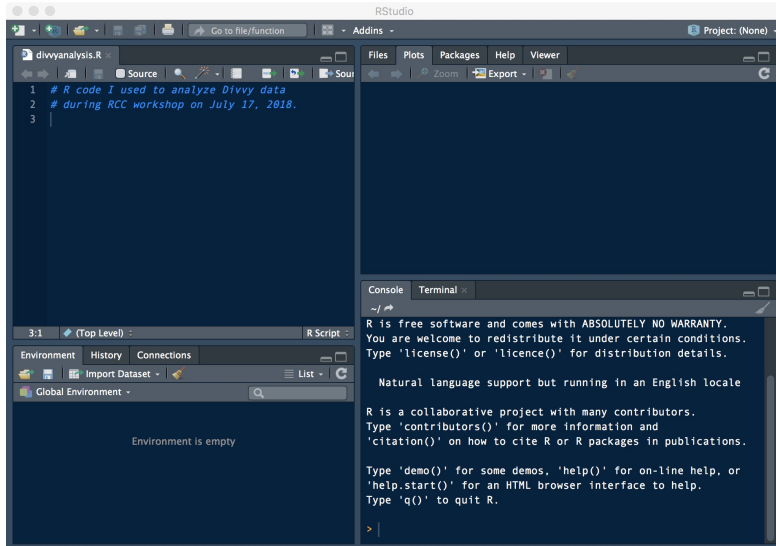 RStudio
Go to file/function
Addins
Project: (None)
divvyanalysis.R
Source
Sour
1 # R code I used to analyze Divvy data
2 # during RCC workshop on July 17, 2018.
3
3:1 (Top Level) R Script
Environment History Connections
Import Dataset List
Global Environment
Environment is empty
Files Plots Packages Help Viewer
Zoom Export
Console Terminal
~/
R is free software and comes with ABSOLUTELY NO WARRANTY.
You are welcome to redistribute it under certain conditions.
Type 'license()' or 'licence()' for distribution details.
Natural language support but running in an English locale
R is a collaborative project with many contributors.
Type 'contributors()' for more information and
'citation()' on how to cite R or R packages in publications.
Type 'demo()' for some demos, 'help()' for on-line help, or
'help.start()' for an HTML browser interface to help.
Type 'q()' to quit R.
>